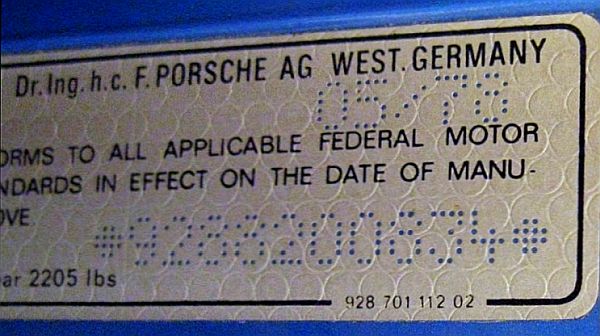 Dr.Ing.h.c. F. PORSCHE AG WEST.GERMANY
05/78
ORMS TO ALL APPLICABLE FEDERAL MOTOR
NDARDS IN EFFECT ON THE DATE OF MANU-
OVE.
*9288200634*
ar 2205 lbs
928 701 112 02